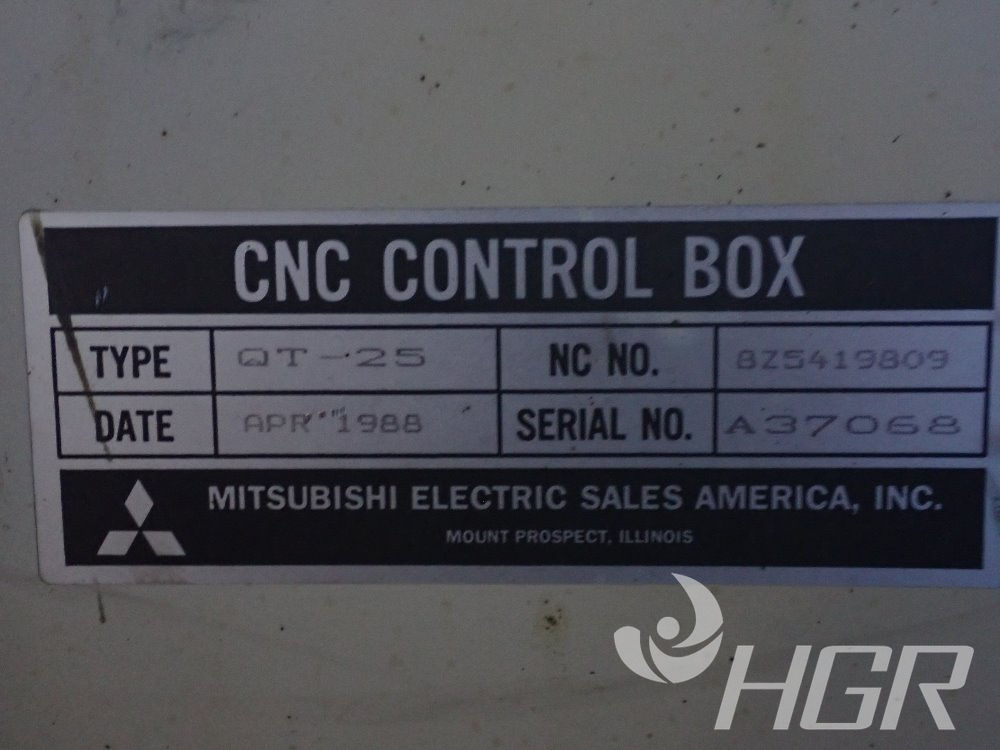 CNC CONTROL BOX
TYPE QT-25 NC NO. 8Z5419809
DATE APR 1988 SERIAL NO. A37068
MITSUBISHI ELECTRIC SALES AMERICA, INC.
MOUNT PROSPECT, ILLINOIS
HGR